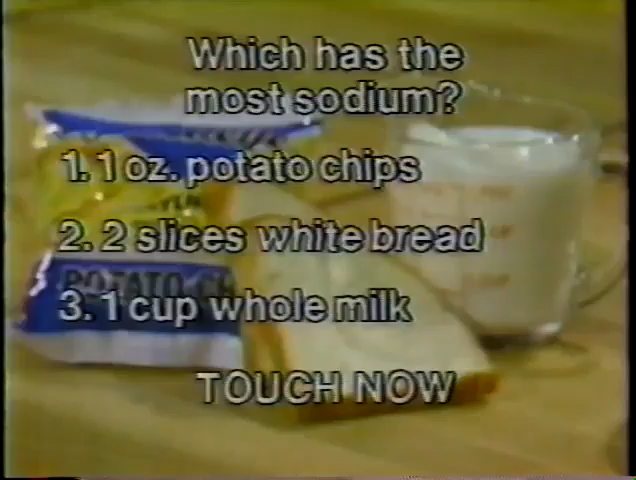 Which has the
most sodium?
1. 1 oz. potato chips
2. 2 slices white bread
3. 1 cup whole milk
TOUCH NOW